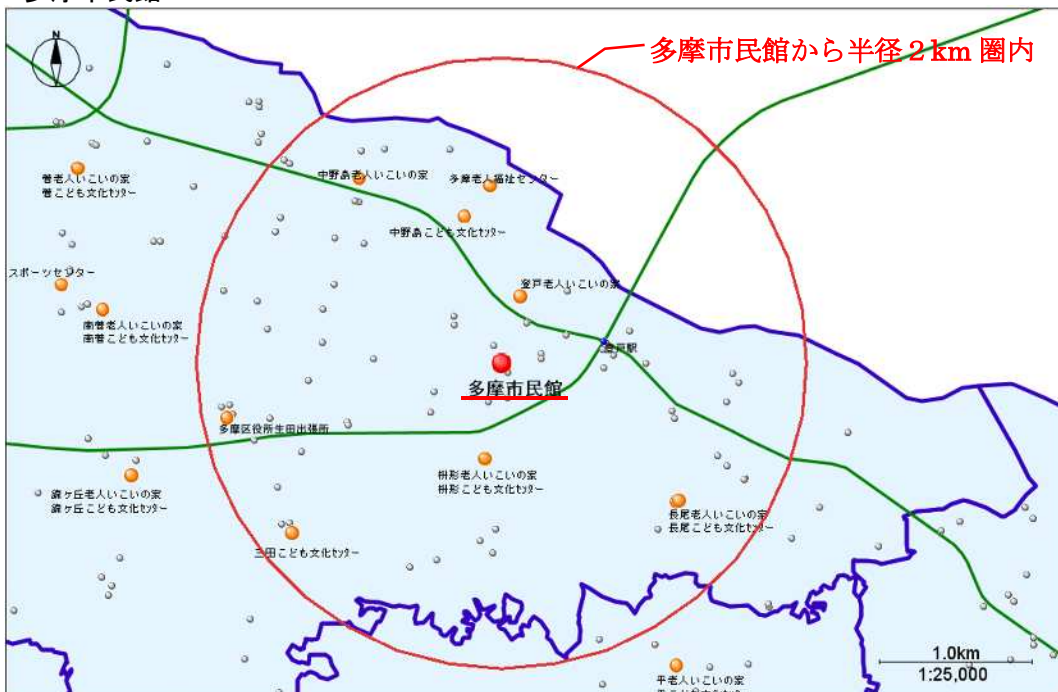 多摩市民館から半径2km 圏内
N
菅老人いこいの家
菅こども文化センター
中野島老人いこいの家
多摩老人福祉センター
中野島こども文化センター
スポーツセンター
南菅老人いこいの家
南菅こども文化センター
登戸老人いこいの家
登戸駅
多摩市民館
多摩区役所生田出張所
枡形老人いこいの家
枡形こども文化センター
錦ヶ丘老人いこいの家
錦ヶ丘こども文化センター
長尾老人いこいの家
長尾こども文化センター
三田こども文化センター
1.0km
1:25,000
平老人いこいの家